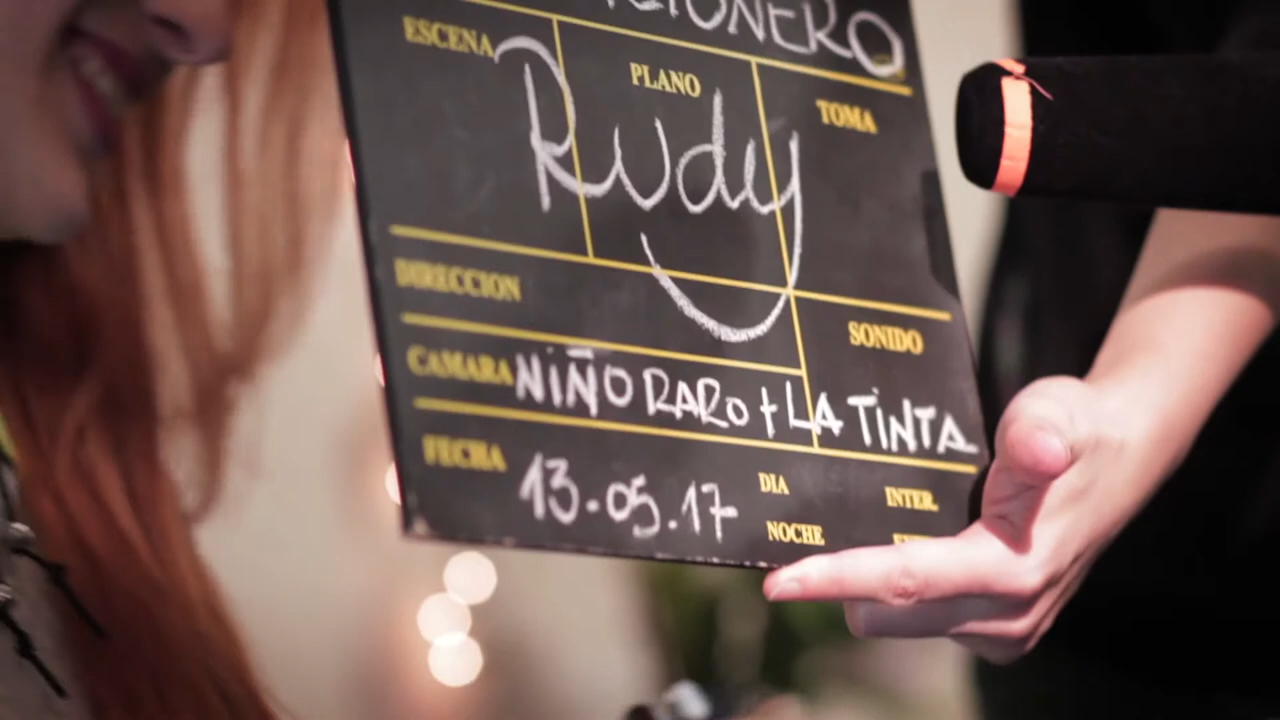 ESCENA PLANO TOMA
Rudy
DIRECCION
SONIDO
CAMARA NIÑO RARO + LA TINTA
FECHA 13.05.17 DIA INTER.
NOCHE